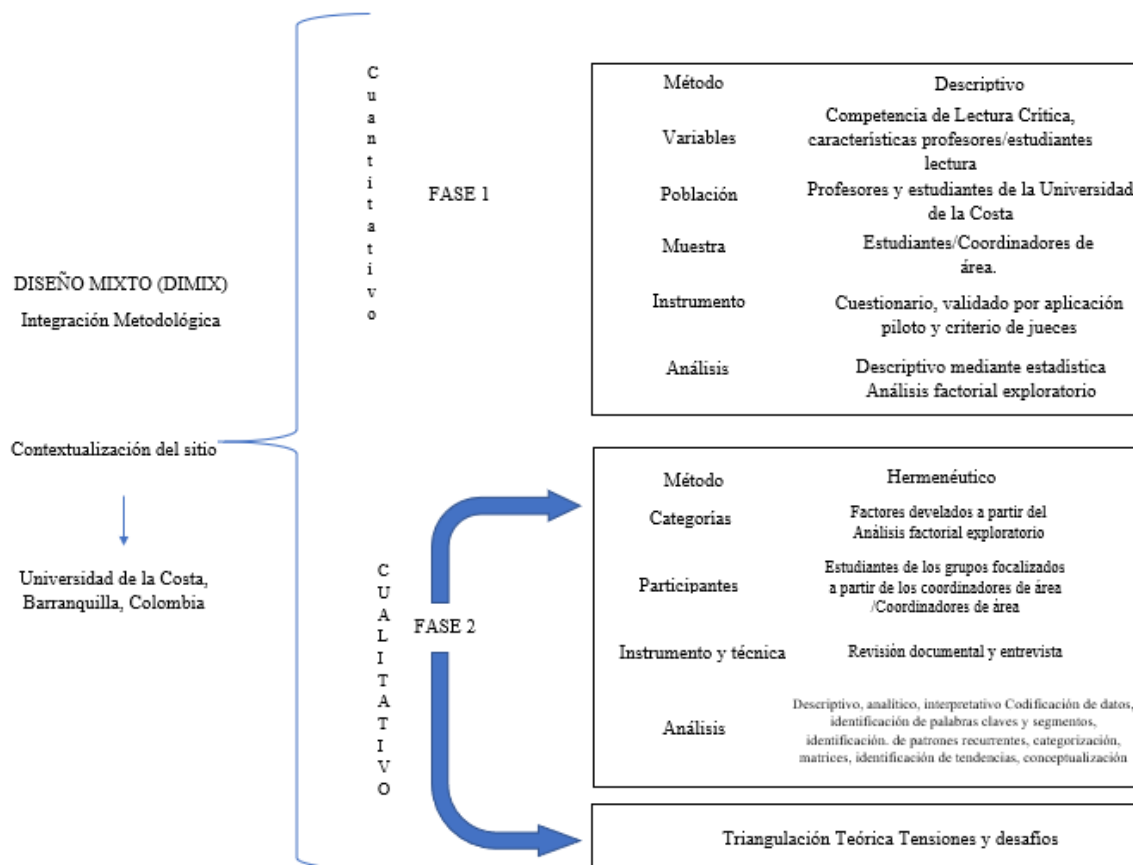 DISEÑO MIXTO (DIMIX)
Integración Metodológica
Contextualización del sitio
Universidad de la Costa,
Barranquilla, Colombia
Cuantitativo
FASE 1
Método Descriptivo
Variables Competencia de Lectura Crítica,
características profesores/estudiantes
lectura
Población Profesores y estudiantes de la Universidad
de la Costa
Muestra Estudiantes/Coordinadores de
área.
Instrumento Cuestionario, validado por aplicación
piloto y criterio de jueces
Análisis Descriptivo mediante estadística
Análisis factorial exploratorio
CUALITATIVO
FASE 2
Método Hermenéutico
Categorías Factores develados a partir del
Análisis factorial exploratorio
Participantes Estudiantes de los grupos focalizados
a partir de los coordinadores de área
/Coordinadores de área
Instrumento y técnica Revisión documental y entrevista
Análisis Descriptivo, analítico, interpretativo Codificación de datos,
identificación de palabras claves y segmentos,
identificación. de patrones recurrentes, categorización,
matrices, identificación de tendencias, conceptualización
Triangulación Teórica Tensiones y desafíos